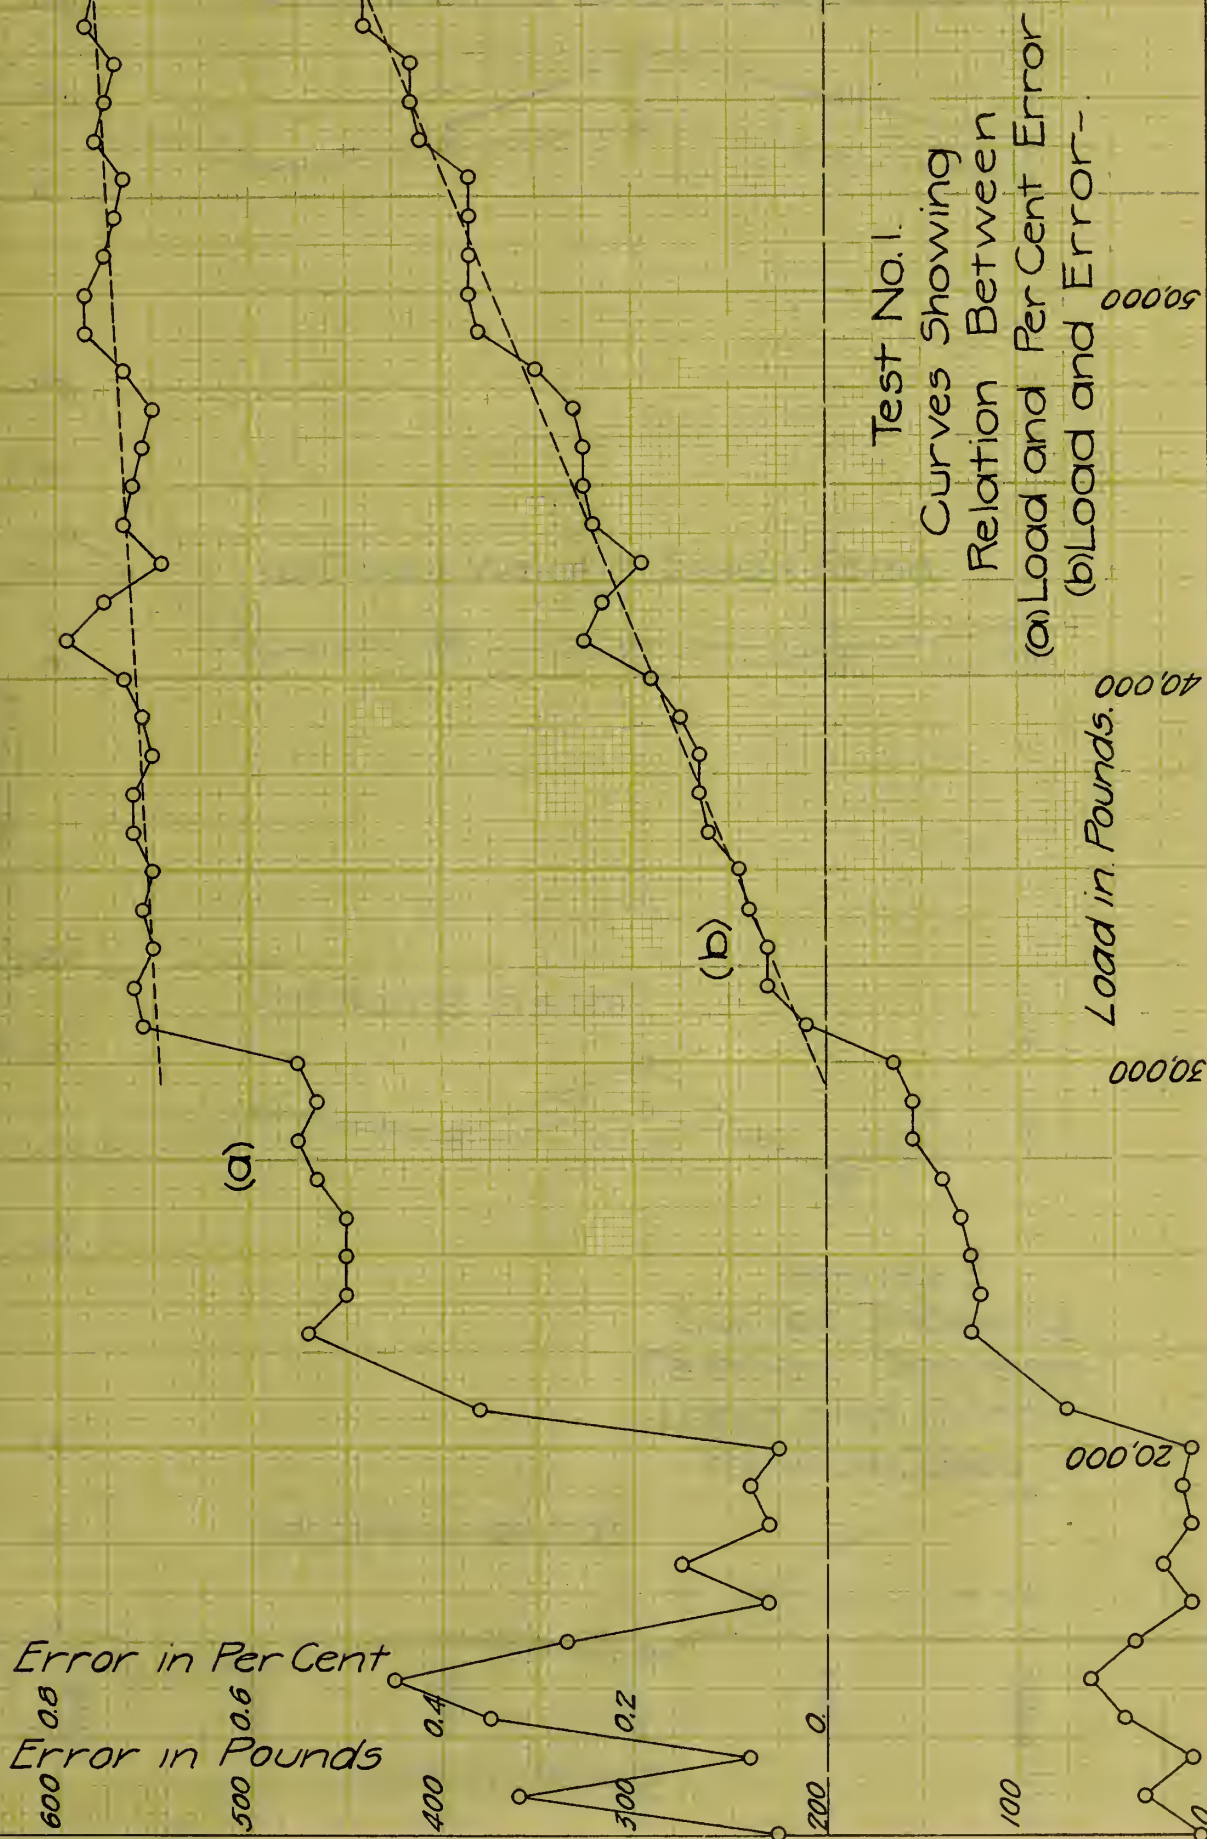 Test No. 1.
Curves Showing
Relation Between
(a) Load and Per Cent Error
(b) Load and Error-.
(a)
(b)
Error in Per Cent
0.8
0.6
0.4
0.2
0.
Error in Pounds
600
500
400
300
200
100
0
Load in Pounds.
20,000
30,000
40,000
50,000